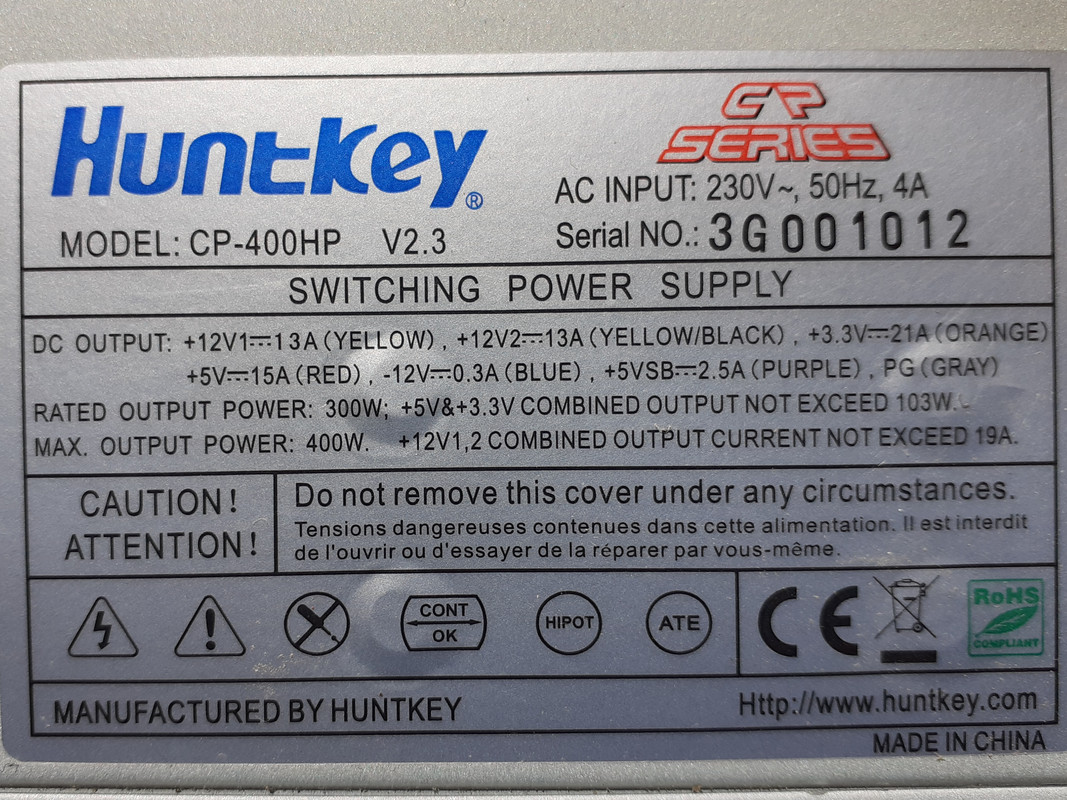 Huntkey®
CP
SERIES
AC INPUT: 230V~, 50Hz, 4A
MODEL: CP-400HP V2.3
Serial NO.: 3G001012
SWITCHING POWER SUPPLY
DC OUTPUT: +12V1⎓13A(YELLOW), +12V2⎓13A(YELLOW/BLACK), +3.3V⎓21A(ORANGE)
+5V⎓15A(RED), -12V⎓0.3A(BLUE), +5VSB⎓2.5A(PURPLE), PG(GRAY)
RATED OUTPUT POWER: 300W; +5V&+3.3V COMBINED OUTPUT NOT EXCEED 103W.
MAX. OUTPUT POWER: 400W. +12V1,2 COMBINED OUTPUT CURRENT NOT EXCEED 19A.
CAUTION!
ATTENTION!
Do not remove this cover under any circumstances.
Tensions dangereuses contenues dans cette alimentation. Il est interdit
de l'ouvrir ou d'essayer de la réparer par vous-même.
CONT
OK
HIPOT
ATE
CE
RoHS
COMPLIANT
MANUFACTURED BY HUNTKEY
Http://www.huntkey.com
MADE IN CHINA